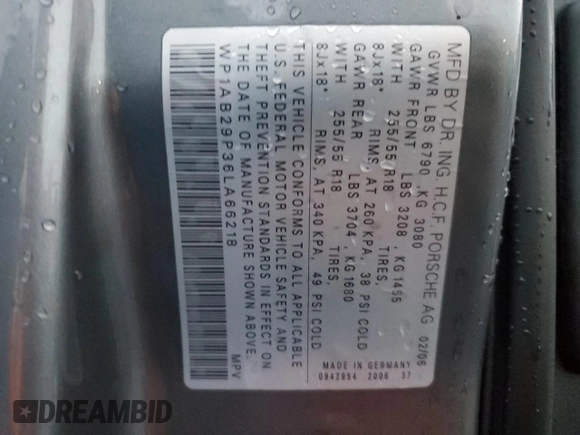 MFD BY DR. ING. H.C.F. PORSCHE AG 02/06
GVWR LBS 6790 ,KG 3080
GAWR FRONT LBS 3208 , KG 1455
WITH 255/55 R18 TIRES,
8Jx18" RIMS, AT 260 KPA, 38 PSI COLD
GAWR REAR LBS 3704 , KG 1680
WITH 255/55 R18 TIRES,
8Jx18" RIMS, AT 340 KPA, 49 PSI COLD
THIS VEHICLE CONFORMS TO ALL APPLICABLE
U.S. FEDERAL MOTOR VEHICLE SAFETY AND
THEFT PREVENTION STANDARDS IN EFFECT ON
THE DATE OF MANUFACTURE SHOWN ABOVE.
WP1AB29P36LA66218 MPV
MADE IN GERMANY
0942954 2006 37
DREAMBID